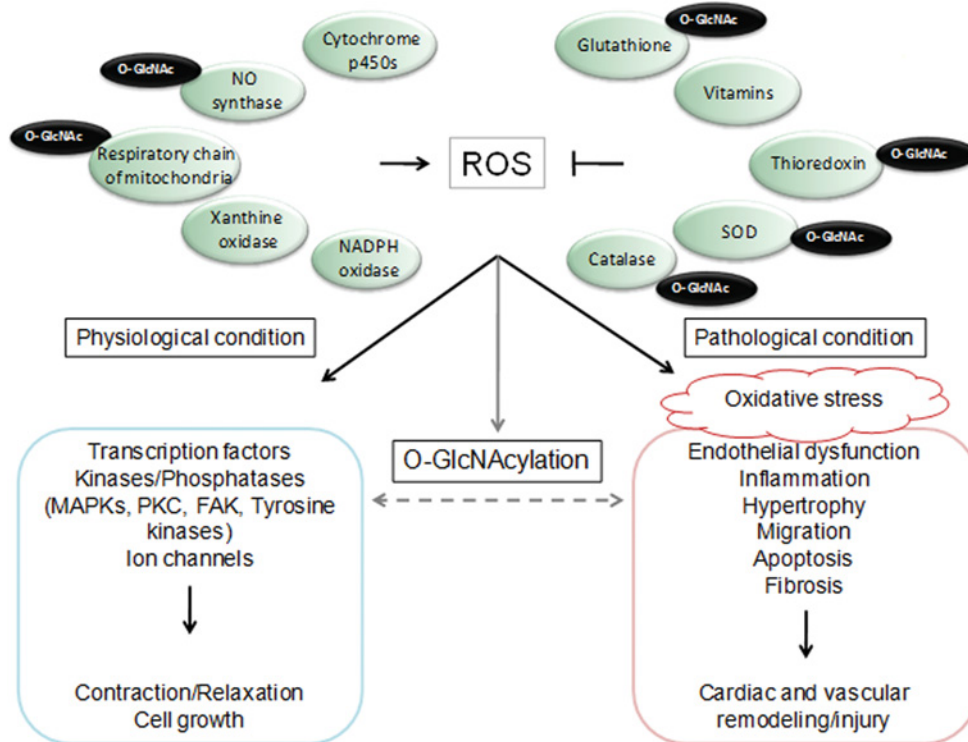 Cytochrome
p450s
O-GlcNAc
NO
synthase
O-GlcNAc
Respiratory chain
of mitochondria
Xanthine
oxidase
NADPH
oxidase
ROS
O-GlcNAc
Glutathione
Vitamins
Thioredoxin
O-GlcNAc
SOD
O-GlcNAc
Catalase
O-GlcNAc
Physiological condition
Pathological condition
Oxidative stress
Transcription factors
Kinases/Phosphatases
(MAPKs, PKC, FAK, Tyrosine
kinases)
Ion channels
Contraction/Relaxation
Cell growth
O-GlcNAcylation
Endothelial dysfunction
Inflammation
Hypertrophy
Migration
Apoptosis
Fibrosis
Cardiac and vascular
remodeling/injury